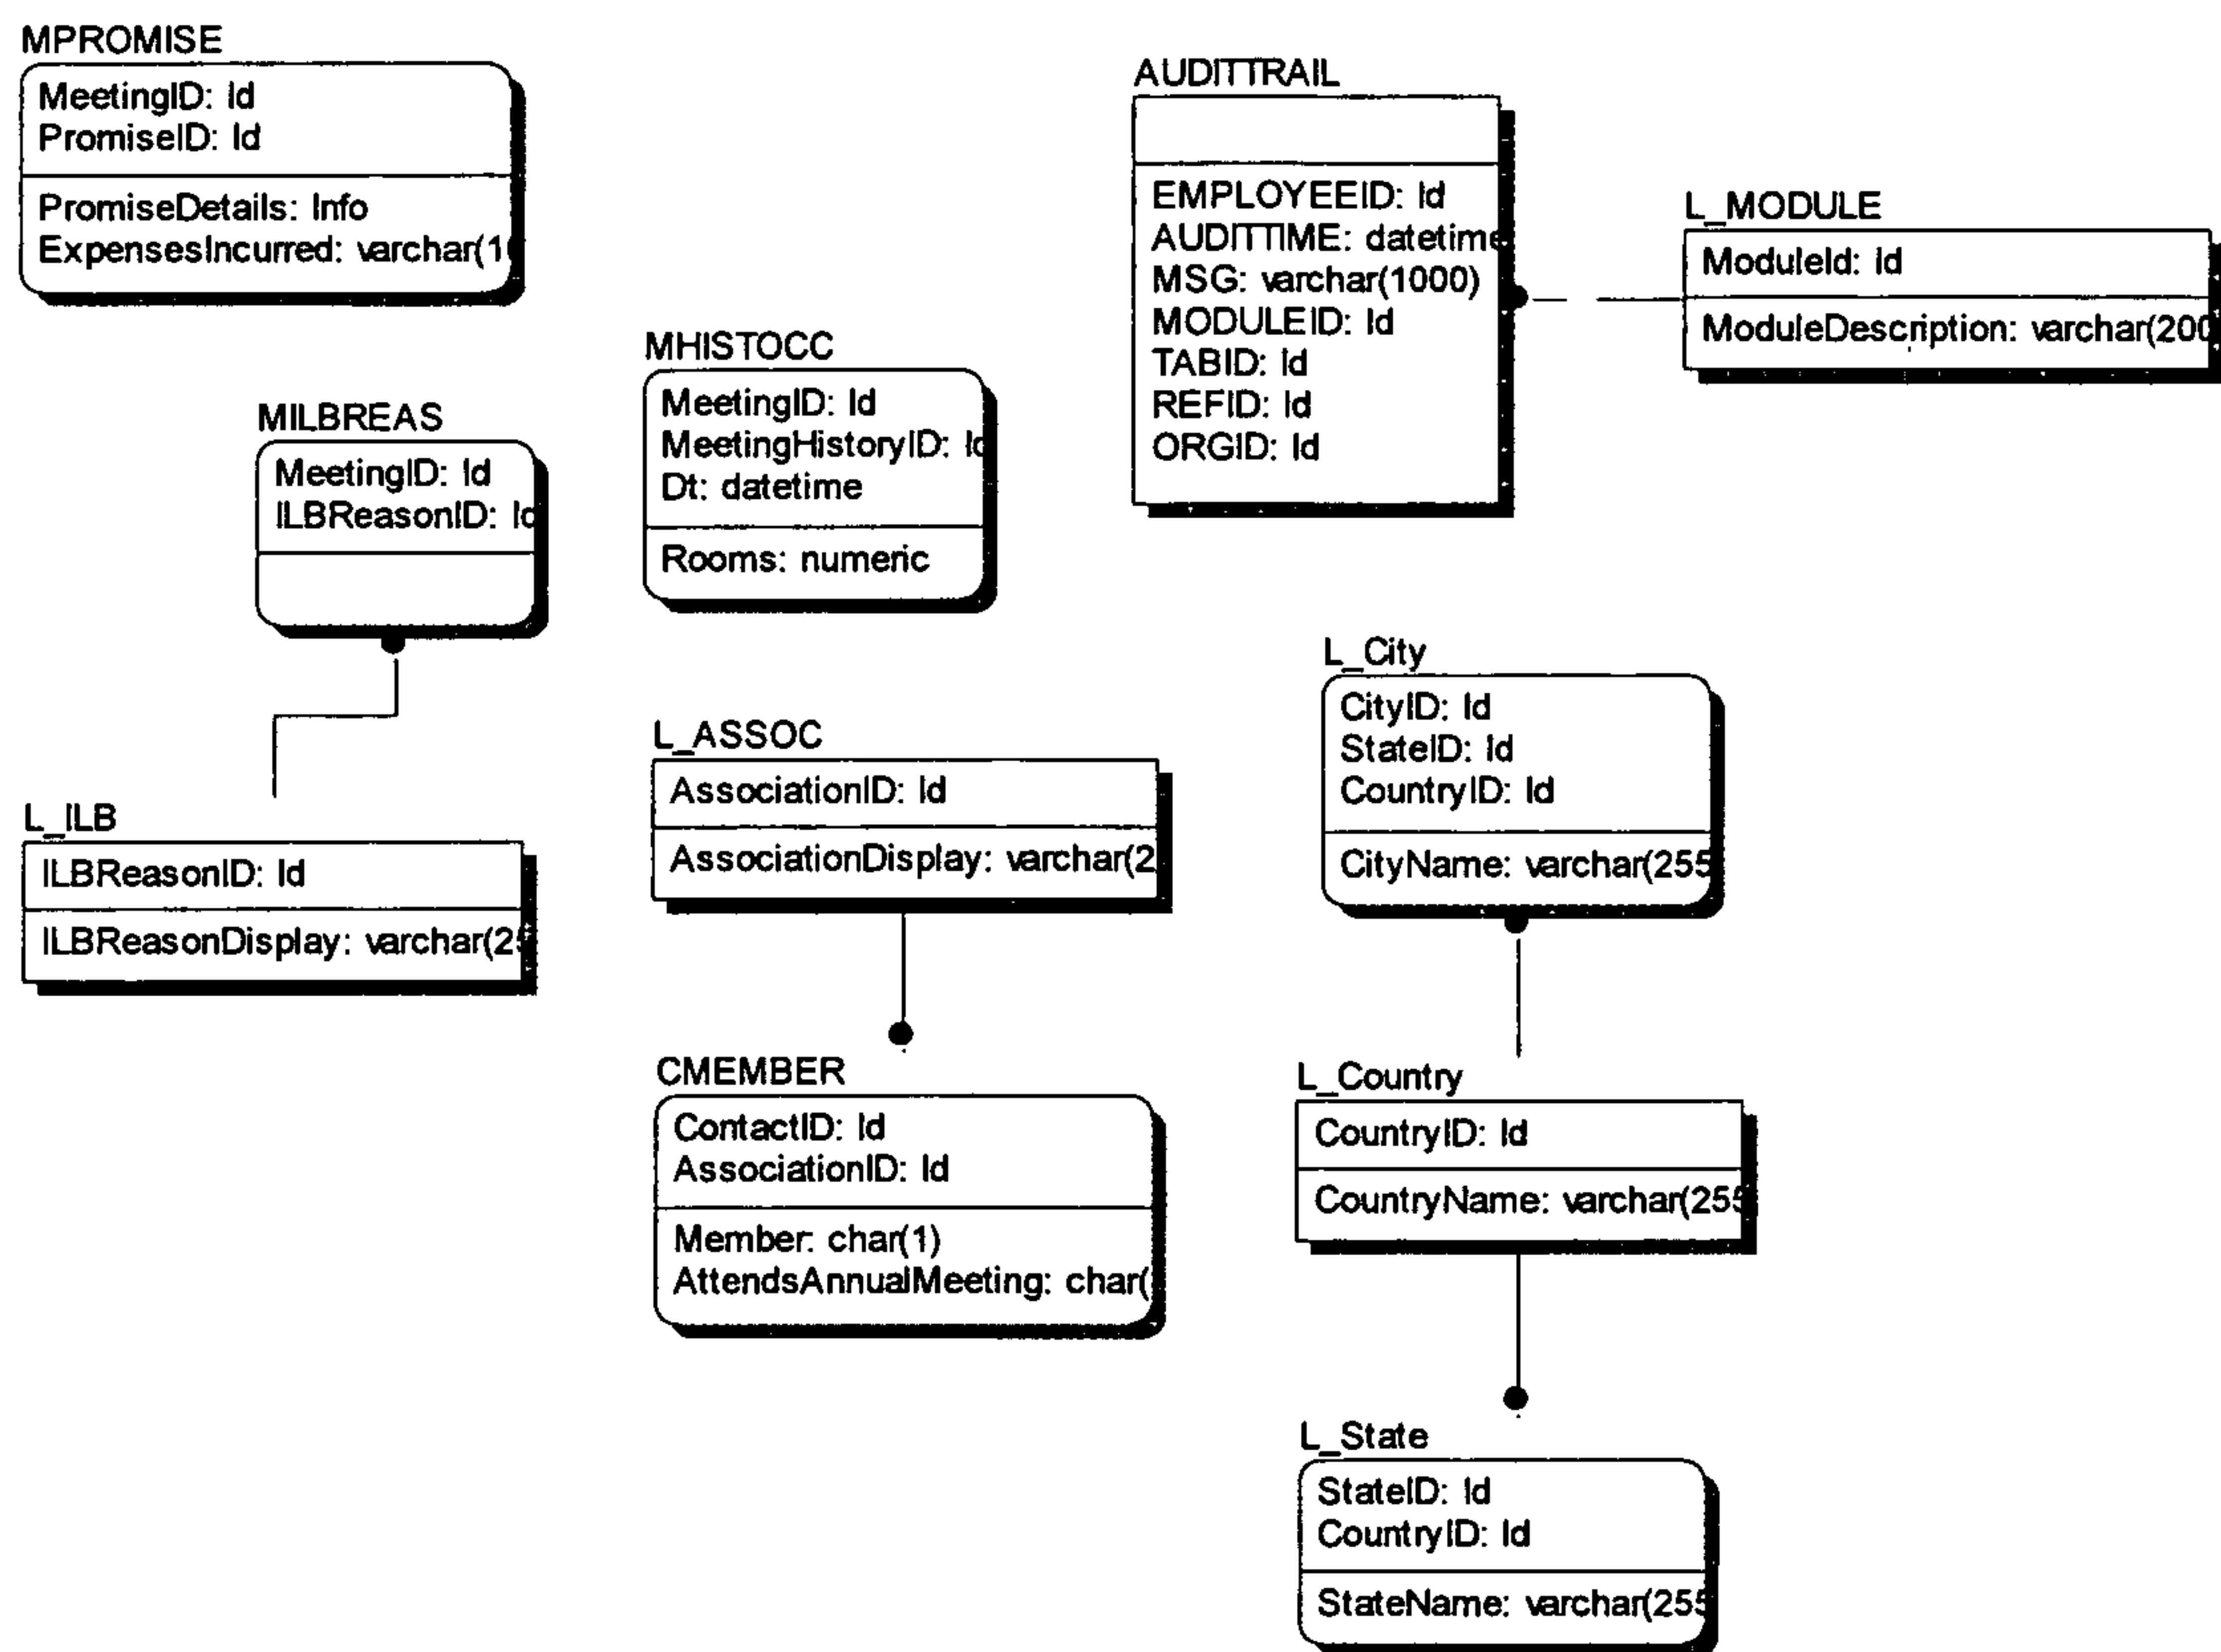 MPROMISE
MeetingID: Id
PromiseID: Id
PromiseDetails: Info
ExpensesIncurred: varchar(1
AUDITTRAIL
EMPLOYEEID: Id
AUDITTIME: datetime
MSG: varchar(1000)
MODULEID: Id
TABID: Id
REFID: Id
ORGID: Id
L_MODULE
ModuleId: Id
ModuleDescription: varchar(200
MHISTOCC
MeetingID: Id
MeetingHistoryID: Id
Dt: datetime
Rooms: numeric
MILBREAS
MeetingID: Id
ILBReasonID: Id
L_ILB
ILBReasonID: Id
ILBReasonDisplay: varchar(25
L_ASSOC
AssociationID: Id
AssociationDisplay: varchar(2
CMEMBER
ContactID: Id
AssociationID: Id
Member: char(1)
AttendsAnnualMeeting: char(
L_City
CityID: Id
StateID: Id
CountryID: Id
CityName: varchar(255
L_Country
CountryID: Id
CountryName: varchar(255
L_State
StateID: Id
CountryID: Id
StateName: varchar(255